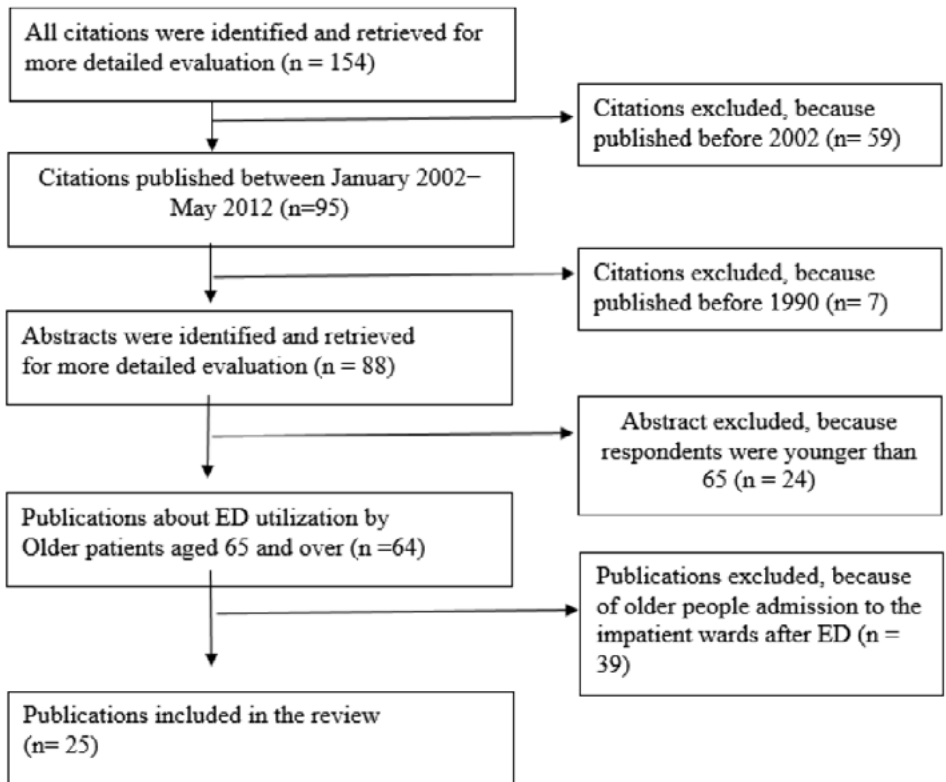 All citations were identified and retrieved for
more detailed evaluation (n = 154)
Citations excluded, because
published before 2002 (n= 59)
Citations published between January 2002–
May 2012 (n=95)
Citations excluded, because
published before 1990 (n= 7)
Abstracts were identified and retrieved
for more detailed evaluation (n = 88)
Abstract excluded, because
respondents were younger than
65 (n = 24)
Publications about ED utilization by
Older patients aged 65 and over (n =64)
Publications excluded, because
of older people admission to the
impatient wards after ED (n =
39)
Publications included in the review
(n= 25)